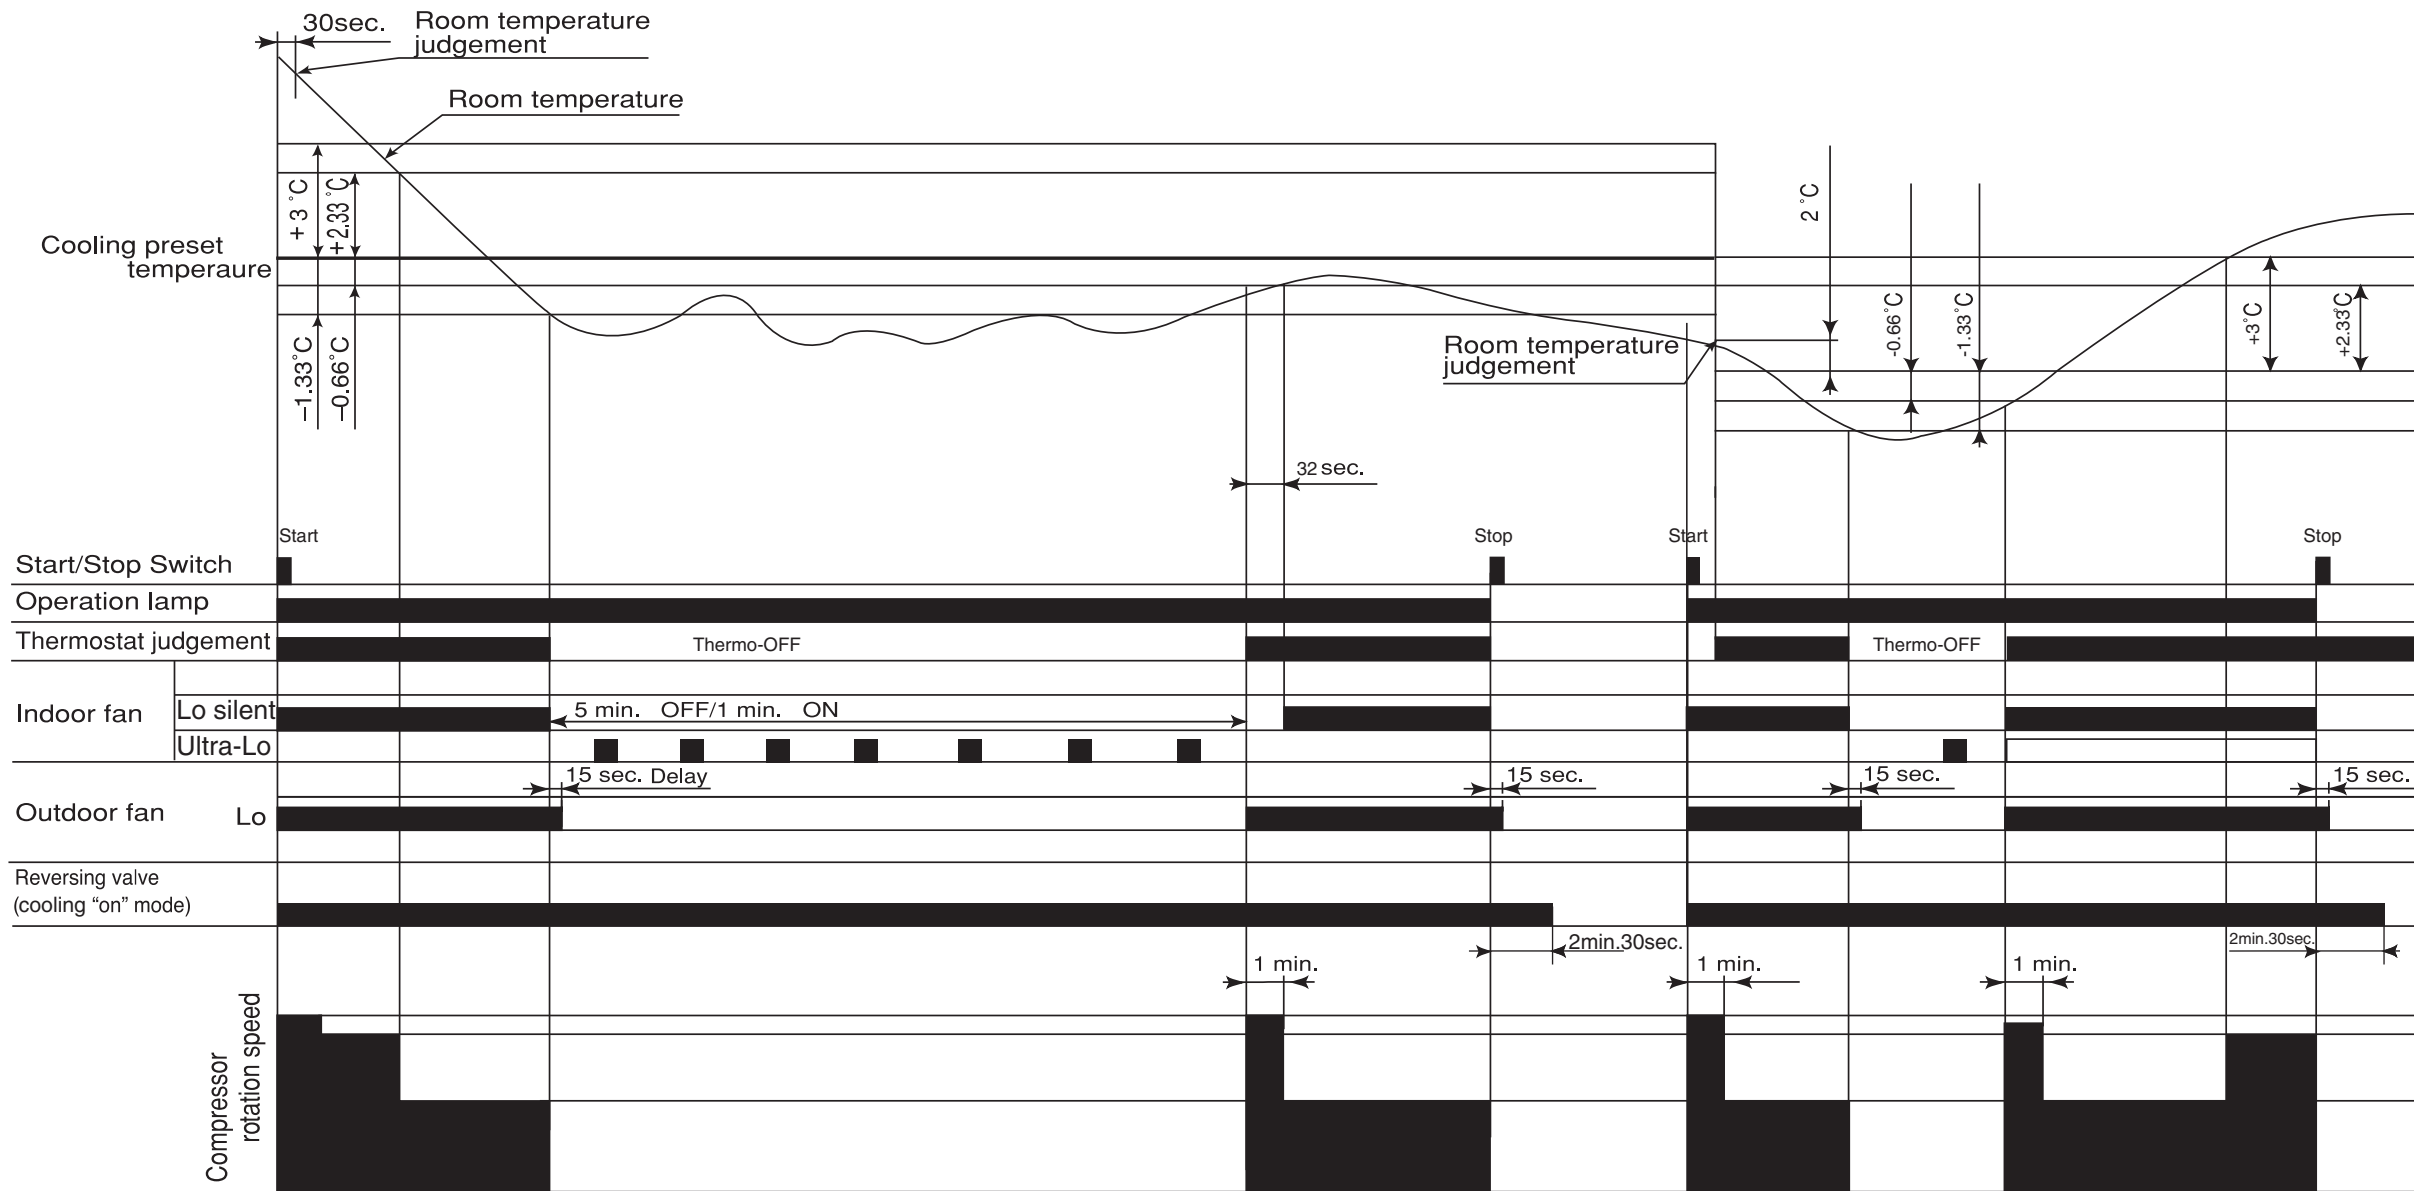 30sec.
Room temperature
judgement
Room temperature
+ 3 ˚C
+2.33 ˚C
2 ˚C
Cooling preset
temperaure
–1.33˚C
–0.66˚C
-0.66˚C
-1.33˚C
+3˚C
+2.33˚C
Room temperature
judgement
32 sec.
Start
Stop
Start
Stop
Start/Stop Switch
Operation lamp
Thermostat judgement
Thermo-OFF
Thermo-OFF
Indoor fan
Lo silent
5 min. OFF/1 min. ON
Ultra-Lo
15 sec. Delay
15 sec.
15 sec.
15 sec.
Outdoor fan
Lo
Reversing valve
(cooling “on” mode)
2min.30sec.
2min.30sec.
1 min.
1 min.
1 min.
Compressor
rotation speed